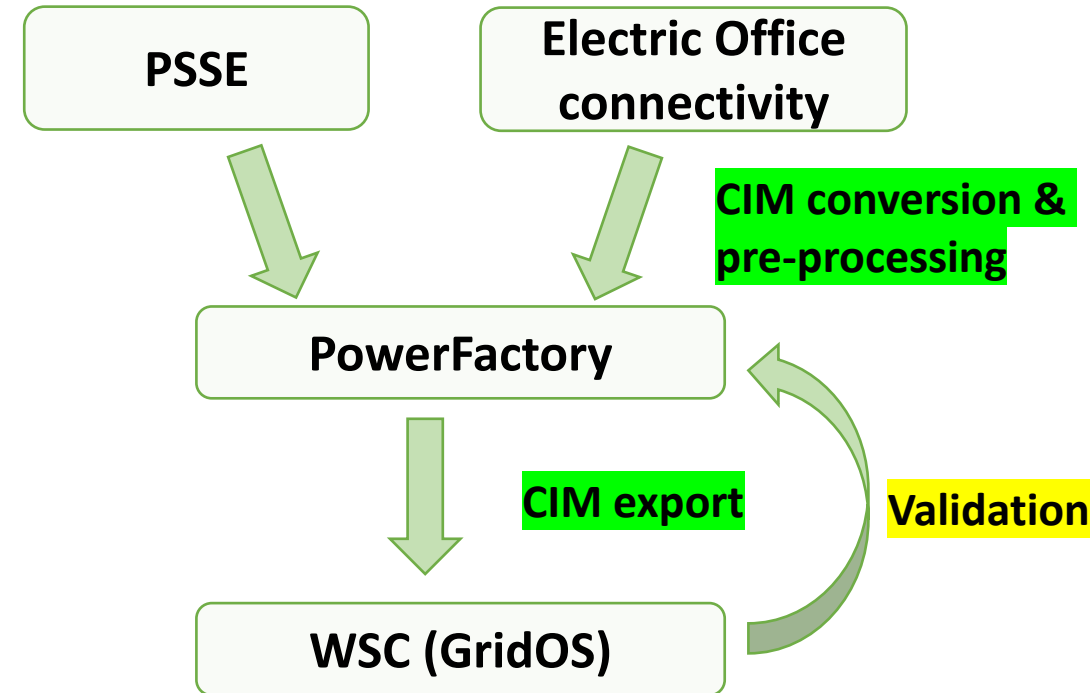 PSSE
Electric Office
connectivity
CIM conversion &
pre-processing
PowerFactory
CIM export
Validation
WSC (GridOS)